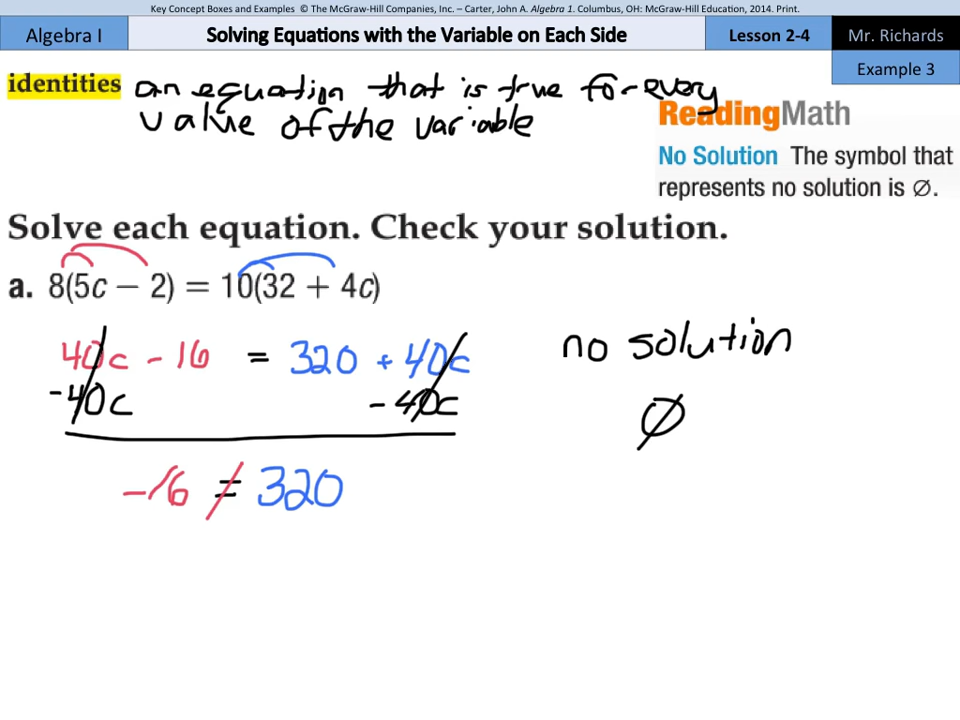 Key Concept Boxes and Examples © The McGraw-Hill Companies, Inc. – Carter, John A. Algebra 1. Columbus, OH: McGraw-Hill Education, 2014. Print.
Algebra I
Solving Equations with the Variable on Each Side
Lesson 2-4
Mr. Richards
Example 3
identities an equation that is true for every
value of the variable
ReadingMath
No Solution The symbol that
represents no solution is ∅.
Solve each equation. Check your solution.
a. 8(5c − 2) = 10(32 + 4c)
40c - 16 = 320 + 40c
-40c - 40c
-16 ≠ 320
no solution
∅